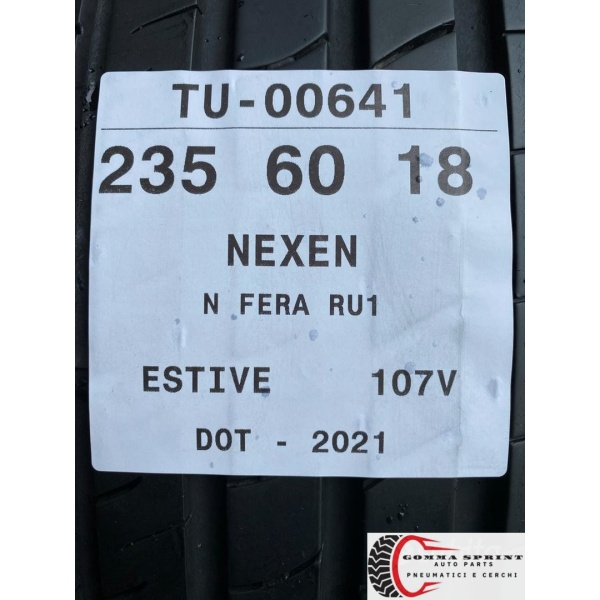 TU-00641
235 60 18
NEXEN
N FERA RU1
ESTIVE 107V
DOT - 2021
GOMMA SPRINT
AUTO PARTS
PNEUMATICI E CERCHI